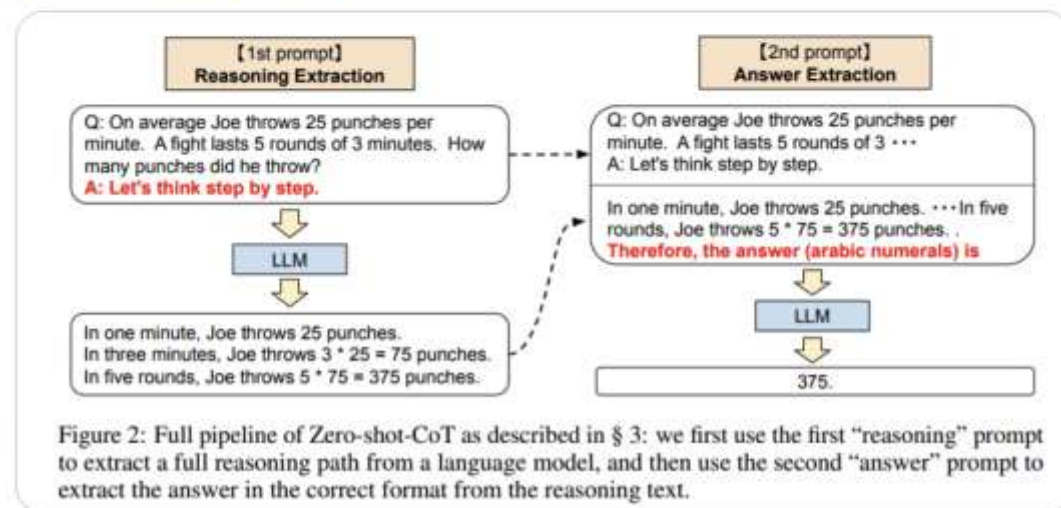 【1st prompt】
Reasoning Extraction
Q: On average Joe throws 25 punches per
minute. A fight lasts 5 rounds of 3 minutes. How
many punches did he throw?
A: Let's think step by step.
LLM
In one minute, Joe throws 25 punches.
In three minutes, Joe throws 3 * 25 = 75 punches.
In five rounds, Joe throws 5 * 75 = 375 punches.
【2nd prompt】
Answer Extraction
Q: On average Joe throws 25 punches per
minute. A fight lasts 5 rounds of 3 ···
A: Let's think step by step.
In one minute, Joe throws 25 punches. ···In five
rounds, Joe throws 5 * 75 = 375 punches. .
Therefore, the answer (arabic numerals) is
LLM
375.
Figure 2: Full pipeline of Zero-shot-CoT as described in § 3: we first use the first “reasoning” prompt
to extract a full reasoning path from a language model, and then use the second “answer” prompt to
extract the answer in the correct format from the reasoning text.